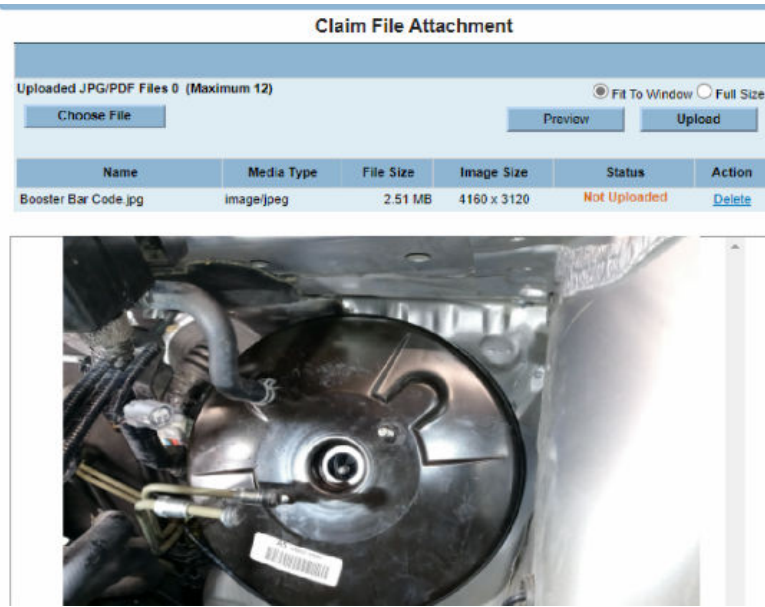 Claim File Attachment
Uploaded JPG/PDF Files 0 (Maximum 12)
Fit To Window Full Size
Choose File Preview Upload
Name Media Type File Size Image Size Status Action
Booster Bar Code.jpg image/jpeg 2.51 MB 4160 x 3120 Not Uploaded Delete